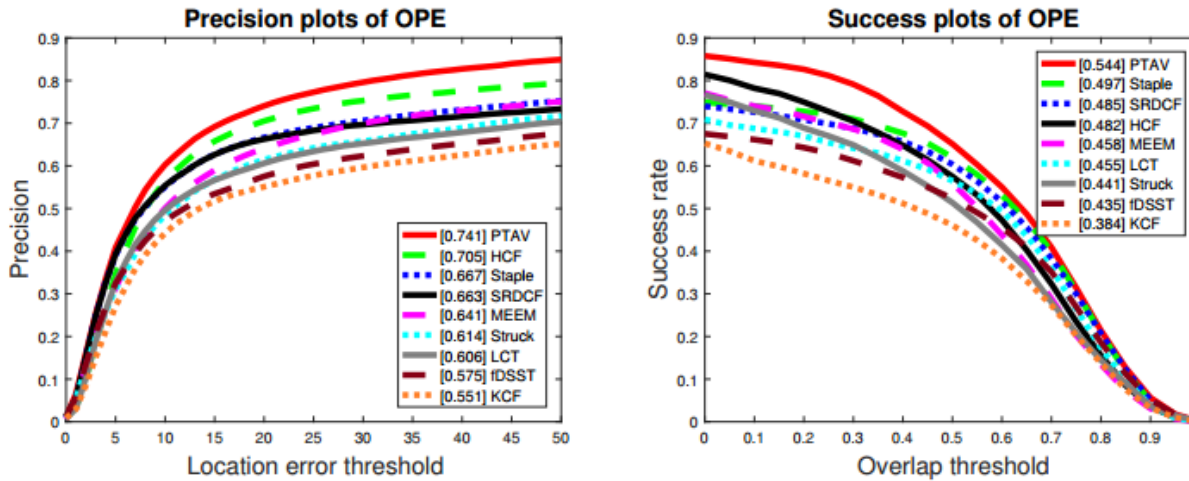 Precision plots of OPE
0.9
0.8
0.7
0.6
0.5
0.4
0.3
0.2
0.1
0
Precision
[0.741] PTAV
[0.705] HCF
[0.667] Staple
[0.663] SRDCF
[0.641] MEEM
[0.614] Struck
[0.606] LCT
[0.575] fDSST
[0.551] KCF
0 5 10 15 20 25 30 35 40 45 50
Location error threshold
Success plots of OPE
0.9
0.8
0.7
0.6
0.5
0.4
0.3
0.2
0.1
0
Success rate
[0.544] PTAV
[0.497] Staple
[0.485] SRDCF
[0.482] HCF
[0.458] MEEM
[0.455] LCT
[0.441] Struck
[0.435] fDSST
[0.384] KCF
0 0.1 0.2 0.3 0.4 0.5 0.6 0.7 0.8 0.9
Overlap threshold